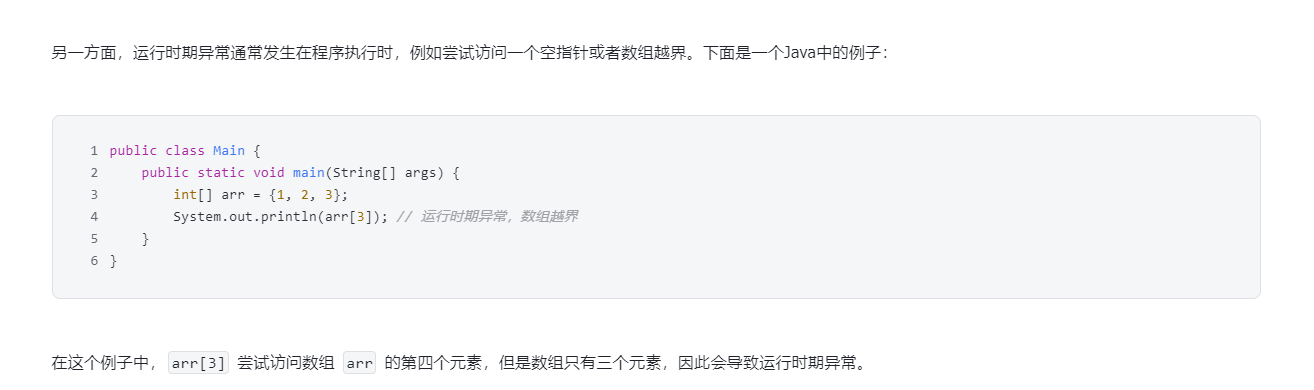 另一方面，运行时期异常通常发生在程序执行时，例如尝试访问一个空指针或者数组越界。下面是一个Java中的例子：
1 public class Main {
2     public static void main(String[] args) {
3         int[] arr = {1, 2, 3};
4         System.out.println(arr[3]); // 运行时期异常，数组越界
5     }
6 }
在这个例子中， arr[3] 尝试访问数组 arr 的第四个元素，但是数组只有三个元素，因此会导致运行时期异常。